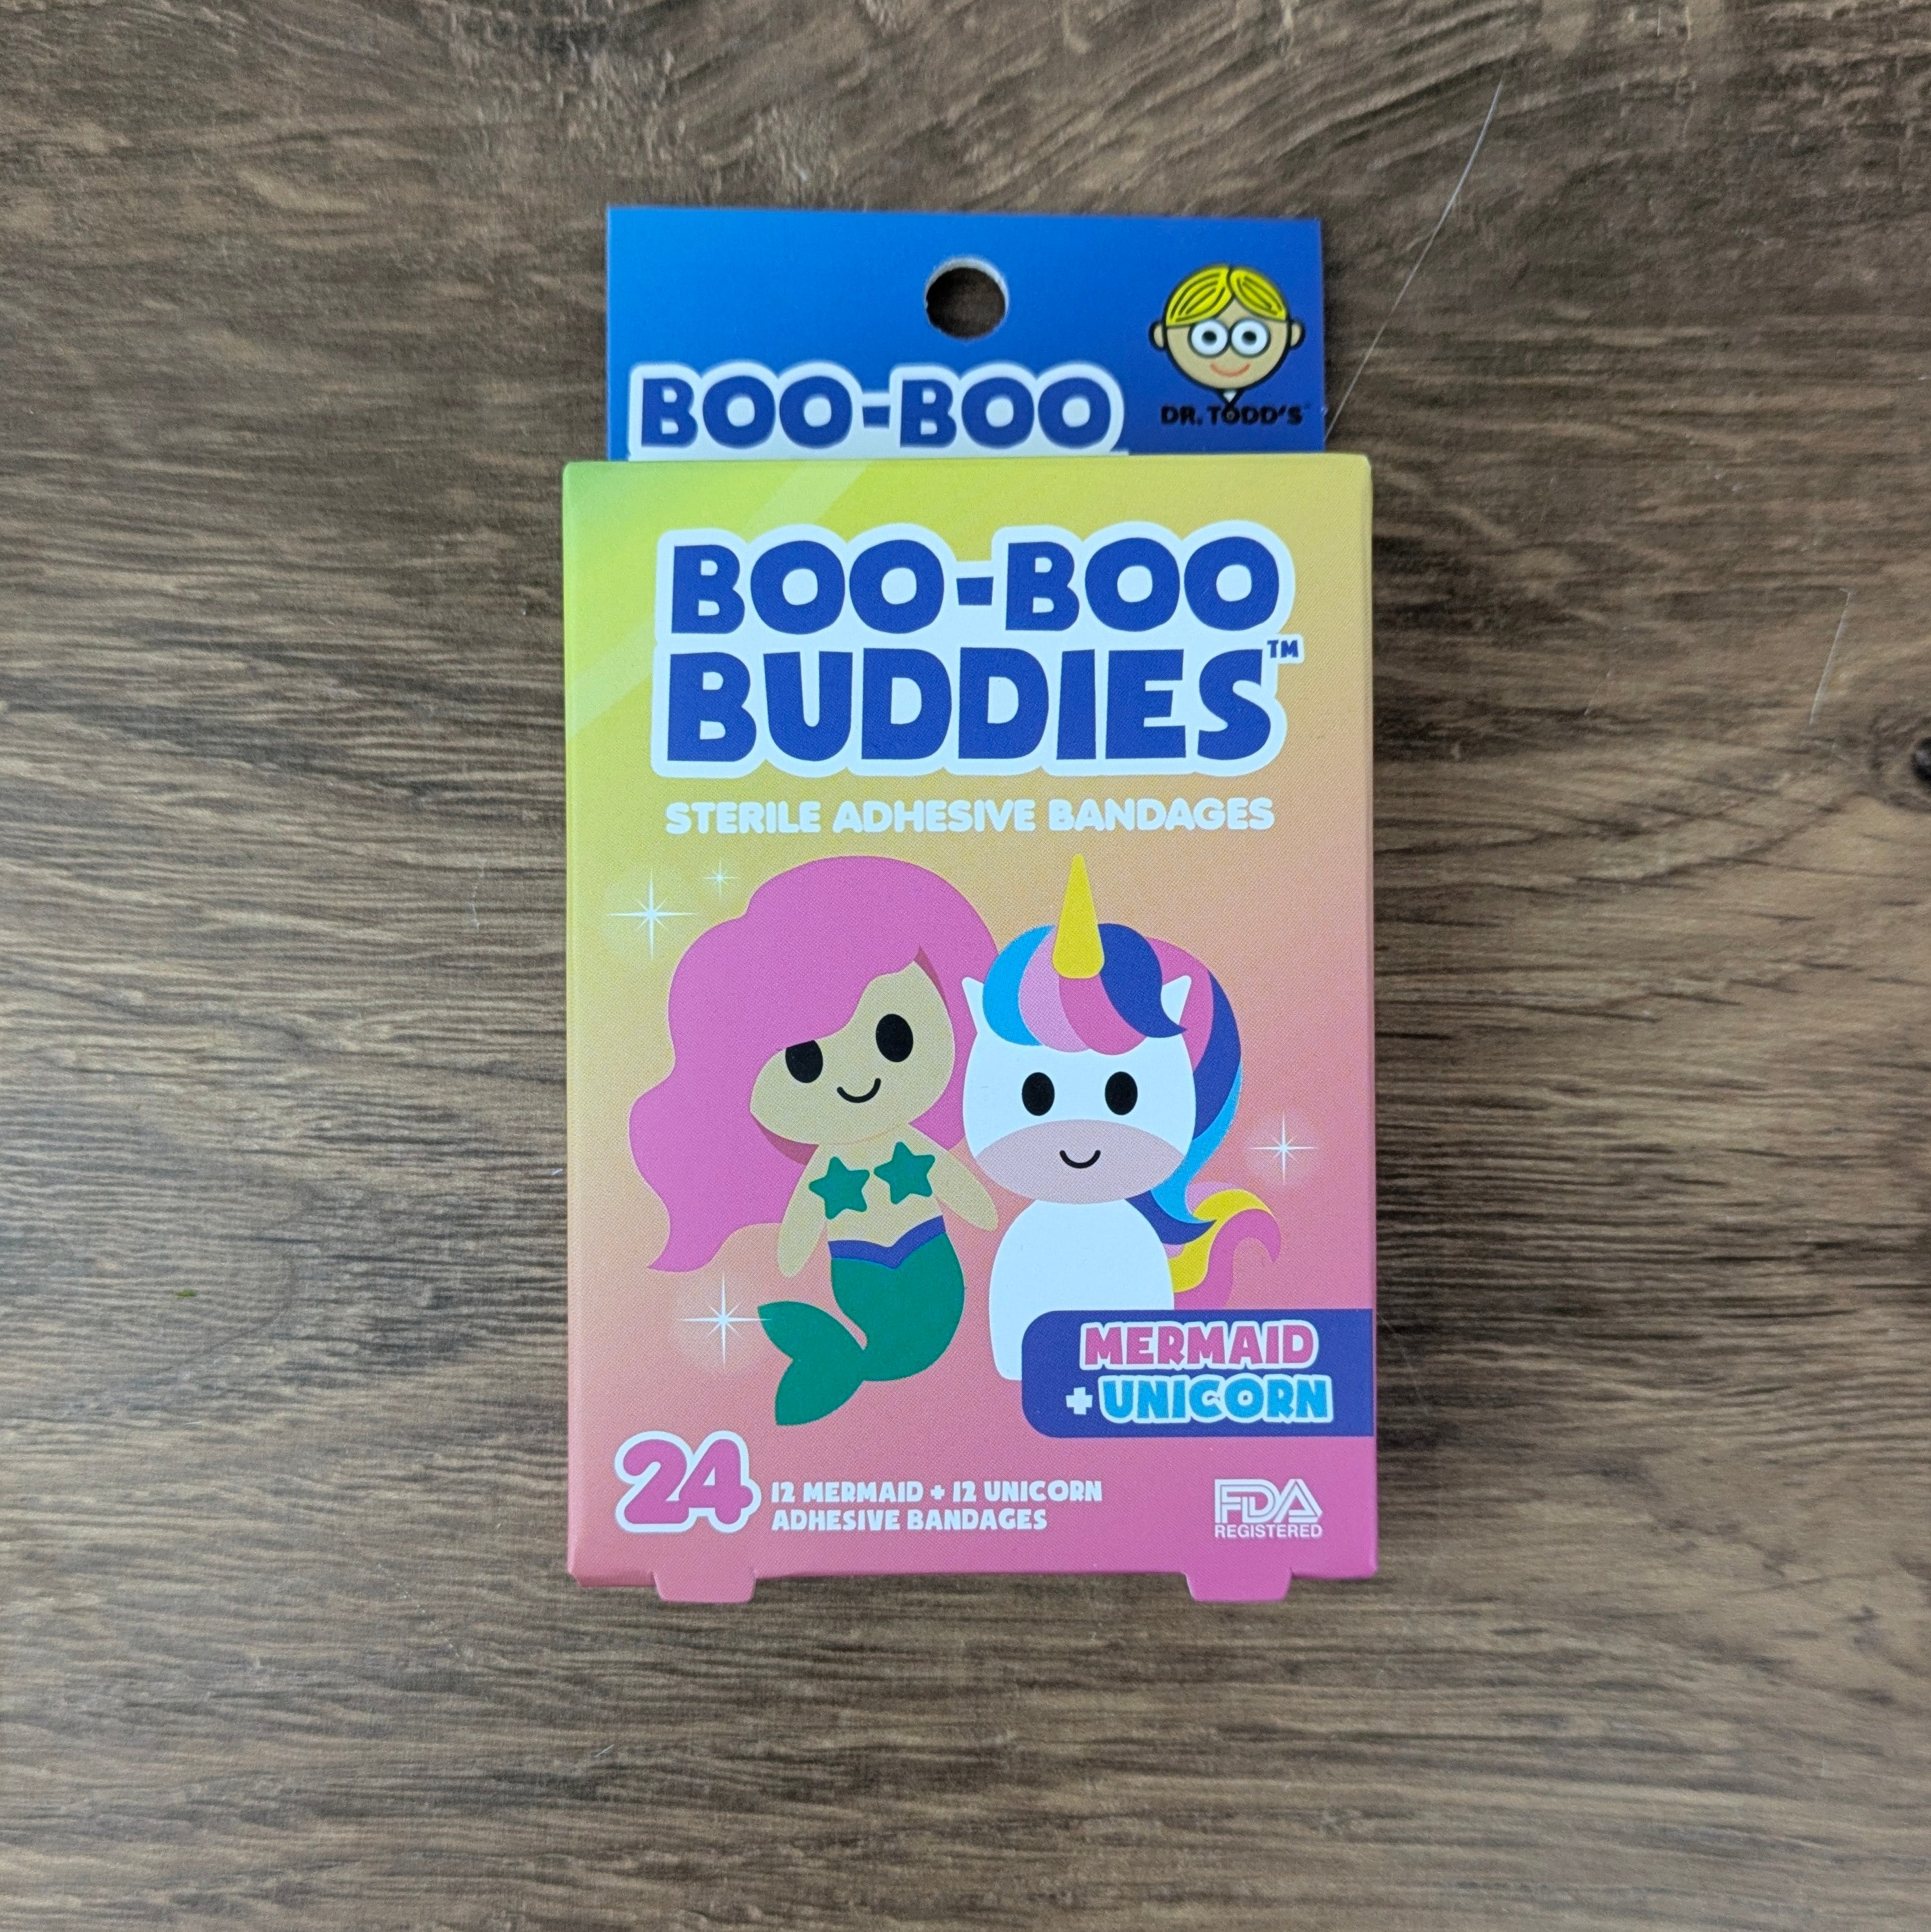 BOO-BOO
DR. TODD'S™
BOO-BOO
BUDDIES™
STERILE ADHESIVE BANDAGES
MERMAID
+ UNICORN
24
12 MERMAID + 12 UNICORN
ADHESIVE BANDAGES
FDA
REGISTERED